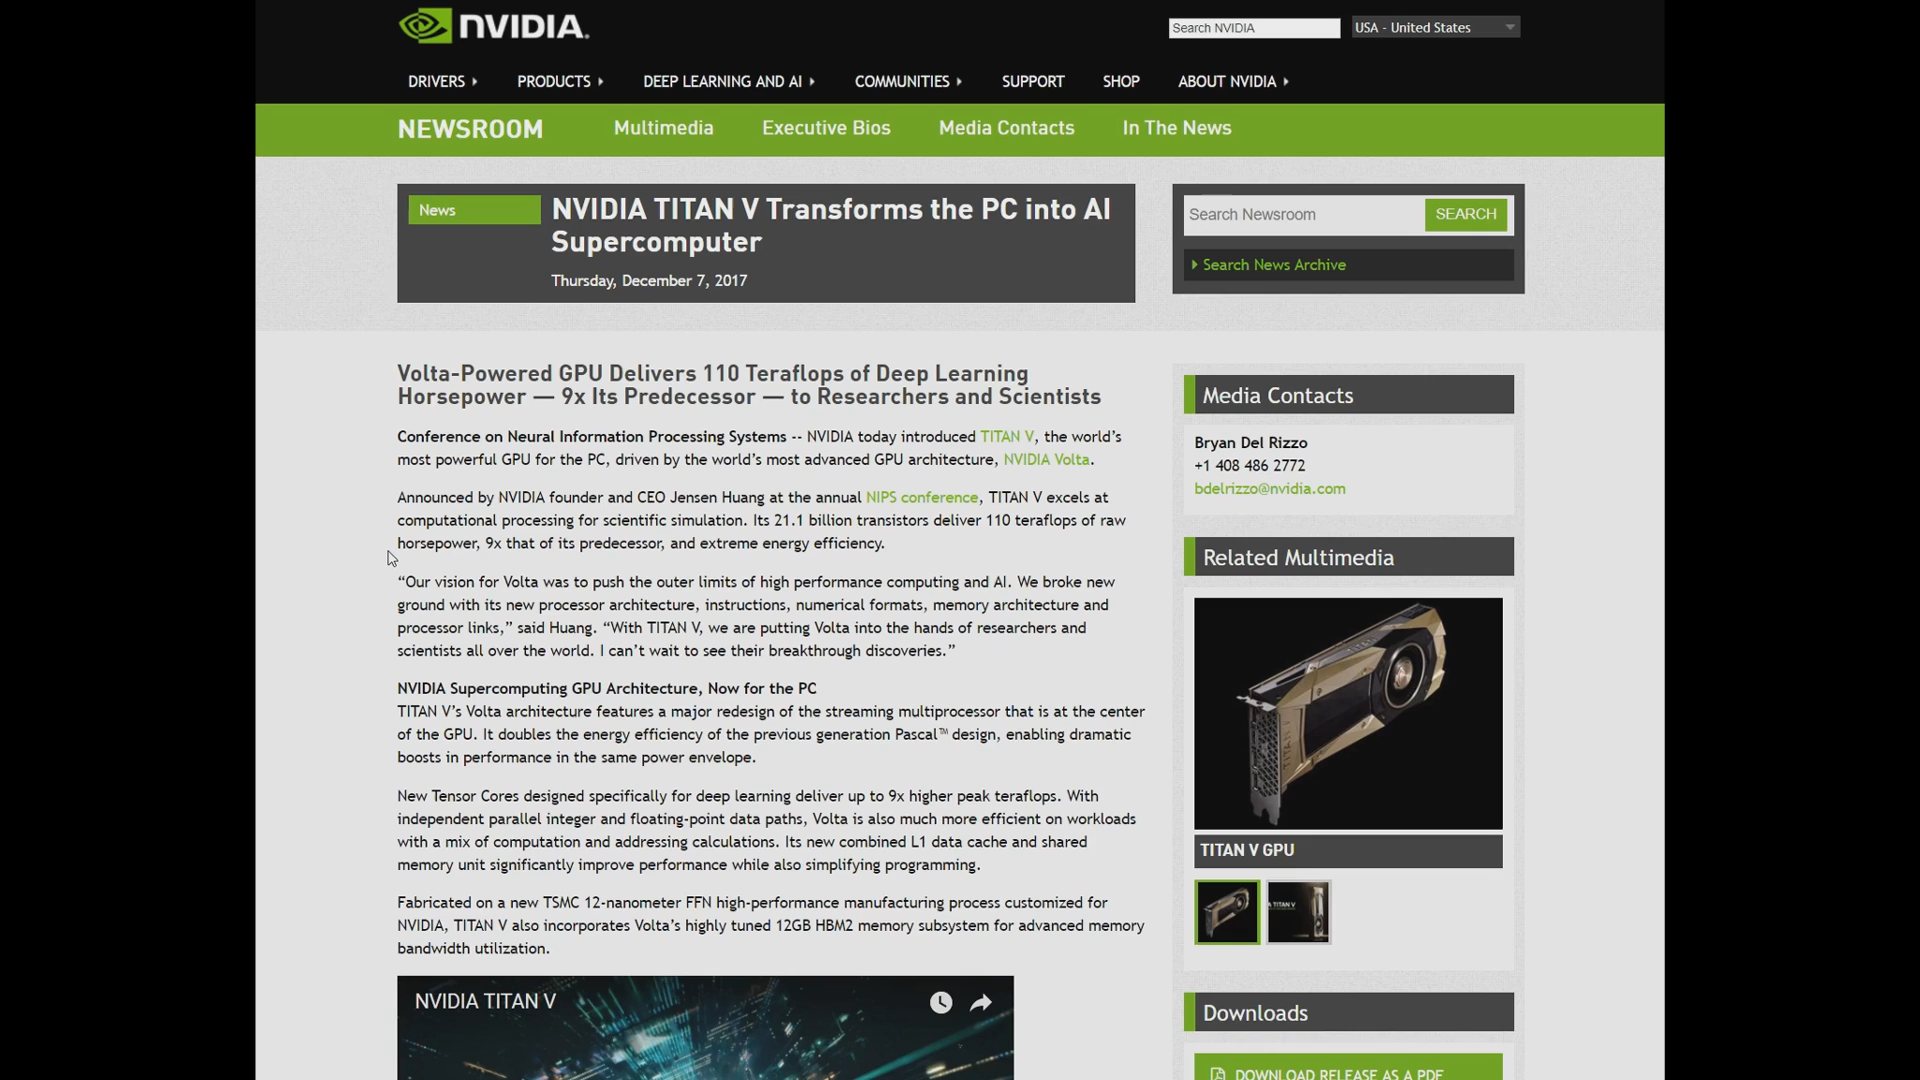 NVIDIA.
Search NVIDIA
USA - United States
DRIVERS
PRODUCTS
DEEP LEARNING AND AI
COMMUNITIES
SUPPORT
SHOP
ABOUT NVIDIA
NEWSROOM
Multimedia
Executive Bios
Media Contacts
In The News
News
NVIDIA TITAN V Transforms the PC into AI
Supercomputer
Thursday, December 7, 2017
Search Newsroom
SEARCH
Search News Archive
Volta-Powered GPU Delivers 110 Teraflops of Deep Learning
Horsepower — 9x Its Predecessor — to Researchers and Scientists
Conference on Neural Information Processing Systems -- NVIDIA today introduced TITAN V, the world’s
most powerful GPU for the PC, driven by the world’s most advanced GPU architecture, NVIDIA Volta.
Announced by NVIDIA founder and CEO Jensen Huang at the annual NIPS conference, TITAN V excels at
computational processing for scientific simulation. Its 21.1 billion transistors deliver 110 teraflops of raw
horsepower, 9x that of its predecessor, and extreme energy efficiency.
“Our vision for Volta was to push the outer limits of high performance computing and AI. We broke new
ground with its new processor architecture, instructions, numerical formats, memory architecture and
processor links,” said Huang. “With TITAN V, we are putting Volta into the hands of researchers and
scientists all over the world. I can’t wait to see their breakthrough discoveries.”
NVIDIA Supercomputing GPU Architecture, Now for the PC
TITAN V’s Volta architecture features a major redesign of the streaming multiprocessor that is at the center
of the GPU. It doubles the energy efficiency of the previous generation Pascal™ design, enabling dramatic
boosts in performance in the same power envelope.
New Tensor Cores designed specifically for deep learning deliver up to 9x higher peak teraflops. With
independent parallel integer and floating-point data paths, Volta is also much more efficient on workloads
with a mix of computation and addressing calculations. Its new combined L1 data cache and shared
memory unit significantly improve performance while also simplifying programming.
Fabricated on a new TSMC 12-nanometer FFN high-performance manufacturing process customized for
NVIDIA, TITAN V also incorporates Volta’s highly tuned 12GB HBM2 memory subsystem for advanced memory
bandwidth utilization.
NVIDIA TITAN V
Media Contacts
Bryan Del Rizzo
+1 408 486 2772
bdelrizzo@nvidia.com
Related Multimedia
TITAN V
TITAN V GPU
A TITAN V
Downloads
DOWNLOAD RELEASE AS A PDF